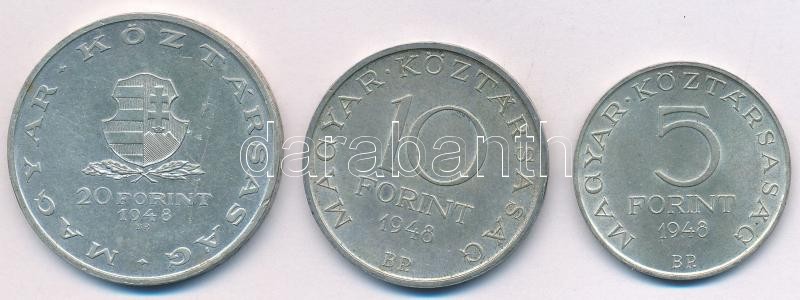 MAGYAR · KÖZTÁRSASÁG
20 FORINT
1948
BP.
MAGYAR · KÖZTÁRSASÁG
10
FORINT
1948
BP.
MAGYAR · KÖZTÁRSASÁG
5
FORINT
1948
BP.
darabanth